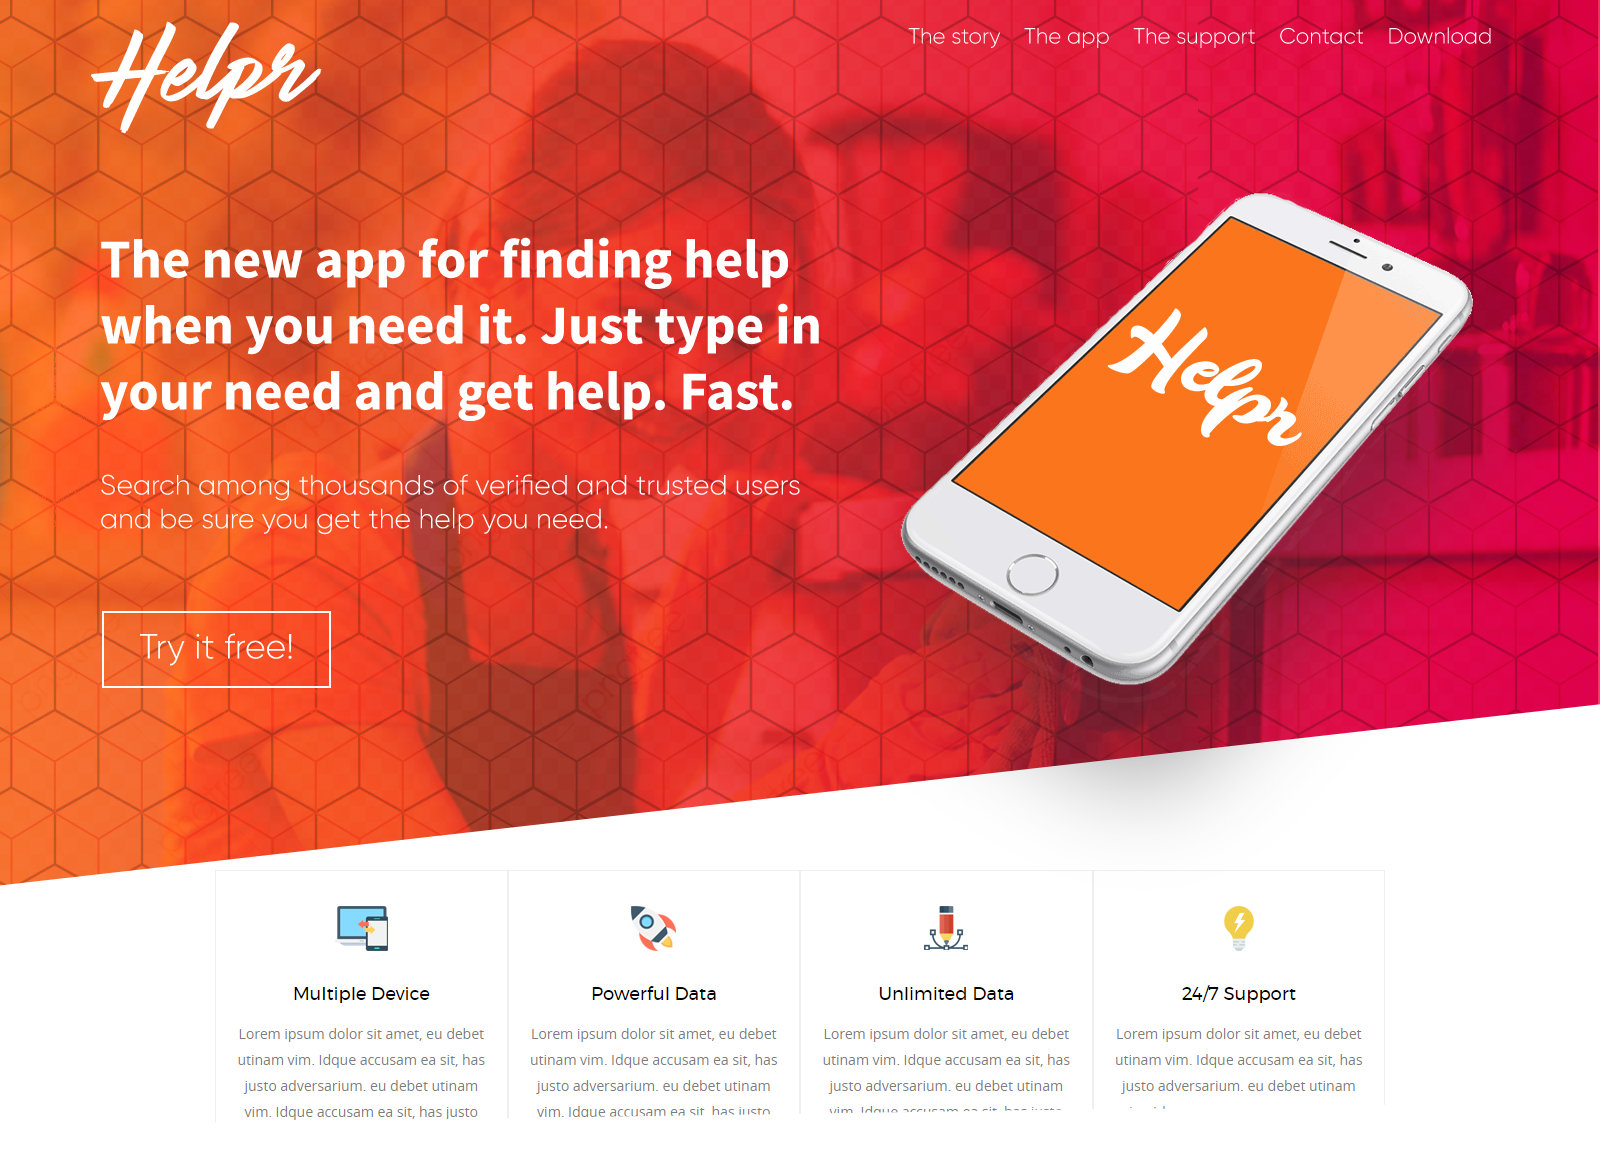 Helpr
The story The app The support Contact Download
The new app for finding help
when you need it. Just type in
your need and get help. Fast.
Search among thousands of verified and trusted users
and be sure you get the help you need.
Try it free!
Helpr
Multiple Device
Lorem ipsum dolor sit amet, eu debet
utinam vim. Idque accusam ea sit, has
justo adversarium. eu debet utinam
vim. Idque accusam ea sit, has justo
Powerful Data
Lorem ipsum dolor sit amet, eu debet
utinam vim. Idque accusam ea sit, has
justo adversarium. eu debet utinam
vim. Idque accusam ea sit, has justo
Unlimited Data
Lorem ipsum dolor sit amet, eu debet
utinam vim. Idque accusam ea sit, has
justo adversarium. eu debet utinam
vim. Idque accusam ea sit, has justo
24/7 Support
Lorem ipsum dolor sit amet, eu debet
utinam vim. Idque accusam ea sit, has
justo adversarium. eu debet utinam